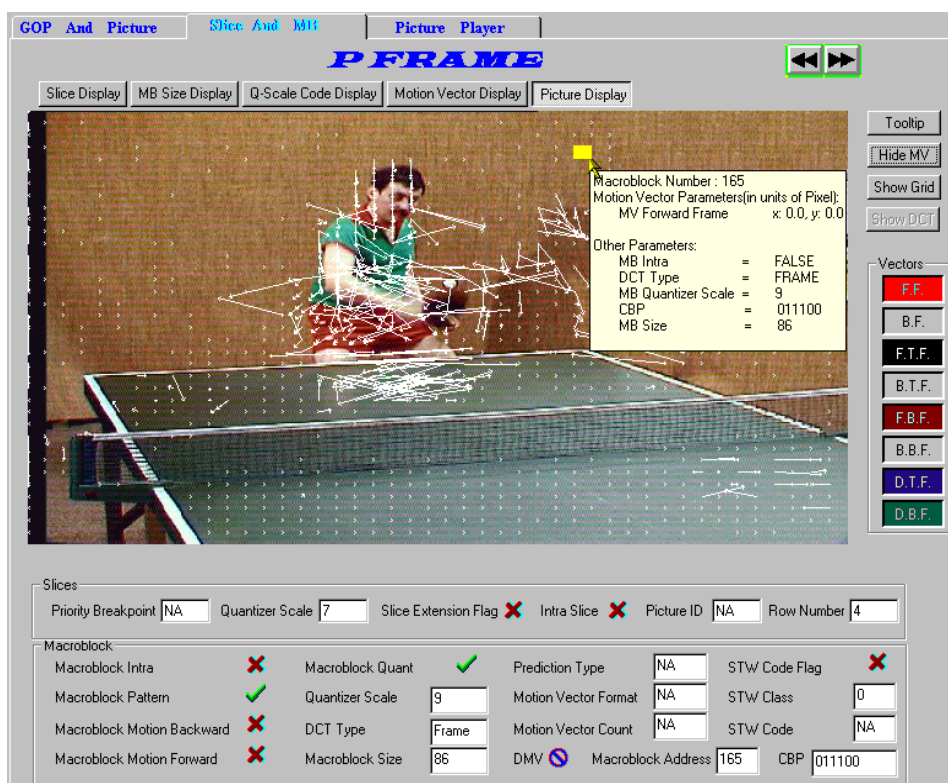 GOP And Picture Slice And MB Picture Player
P FRAME
Slice Display MB Size Display Q-Scale Code Display Motion Vector Display Picture Display
Tooltip
Hide MV
Show Grid
Show DCT
Macroblock Number : 165
Motion Vector Parameters(in units of Pixel):
MV Forward Frame x: 0.0, y: 0.0
Other Parameters:
MB Intra = FALSE
DCT Type = FRAME
MB Quantizer Scale = 9
CBP = 011100
MB Size = 86
Vectors
F.F.
B.F.
F.T.F.
B.T.F.
F.B.F.
B.B.F.
D.T.F.
D.B.F.
Slices
Priority Breakpoint NA Quantizer Scale 7 Slice Extension Flag Intra Slice Picture ID NA Row Number 4
Macroblock
Macroblock Intra Macroblock Quant Prediction Type NA STW Code Flag
Macroblock Pattern Quantizer Scale 9 Motion Vector Format NA STW Class 0
Macroblock Motion Backward DCT Type Frame Motion Vector Count NA STW Code NA
Macroblock Motion Forward Macroblock Size 86 DMV Macroblock Address 165 CBP 011100